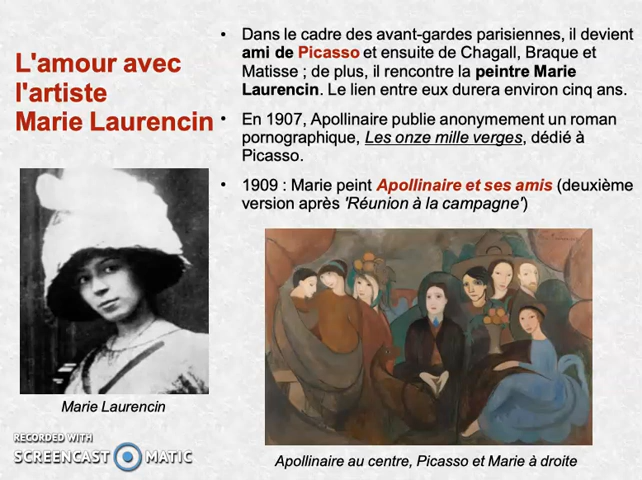 L'amour avec
l'artiste
Marie Laurencin
• Dans le cadre des avant-gardes parisiennes, il devient
ami de Picasso et ensuite de Chagall, Braque et
Matisse ; de plus, il rencontre la peintre Marie
Laurencin. Le lien entre eux durera environ cinq ans.
• En 1907, Apollinaire publie anonymement un roman
pornographique, Les onze mille verges, dédié à
Picasso.
• 1909 : Marie peint Apollinaire et ses amis (deuxième
version après 'Réunion à la campagne')
Marie Laurencin
Apollinaire au centre, Picasso et Marie à droite
RECORDED WITH
SCREENCAST MATIC